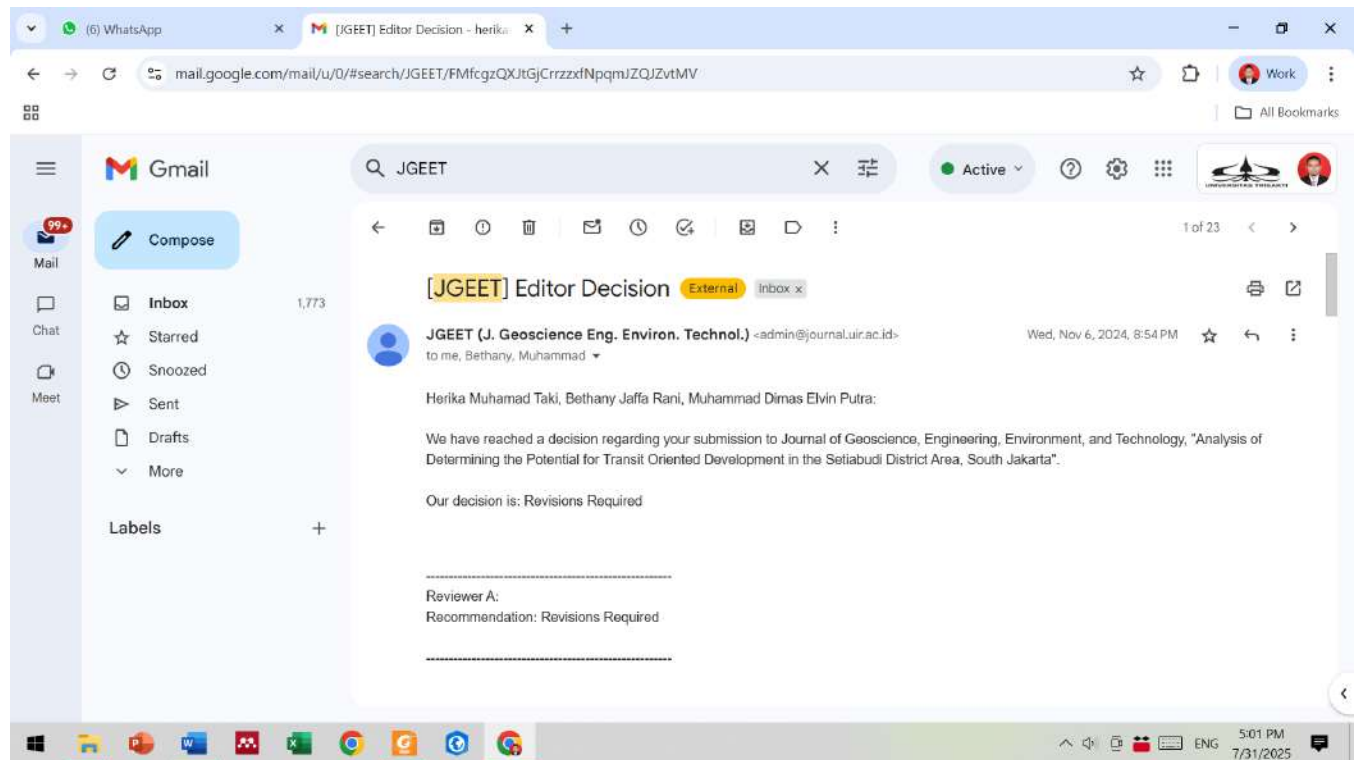 (6) WhatsApp
[JGEET] Editor Decision - herika
mail.google.com/mail/u/0/#search/JGEET/FMfcgzQXJtGjCrrzzxfNpqmJZQJZvtMV
Work
All Bookmarks
Gmail
JGEET
Active
UNIVERSITAS TRISAKTI
99+
Mail
Compose
1 of 23
Chat
Meet
Inbox 1,773
Starred
Snoozed
Sent
Drafts
More
Labels
[JGEET] Editor Decision External Inbox x
JGEET (J. Geoscience Eng. Environ. Technol.) <admin@journal.uir.ac.id> Wed, Nov 6, 2024, 8:54 PM
to me, Bethany, Muhammad
Herika Muhamad Taki, Bethany Jaffa Rani, Muhammad Dimas Elvin Putra:
We have reached a decision regarding your submission to Journal of Geoscience, Engineering, Environment, and Technology, "Analysis of
Determining the Potential for Transit Oriented Development in the Setiabudi District Area, South Jakarta".
Our decision is: Revisions Required
------------------------------------------------------
Reviewer A:
Recommendation: Revisions Required
------------------------------------------------------
ENG
5:01 PM
7/31/2025